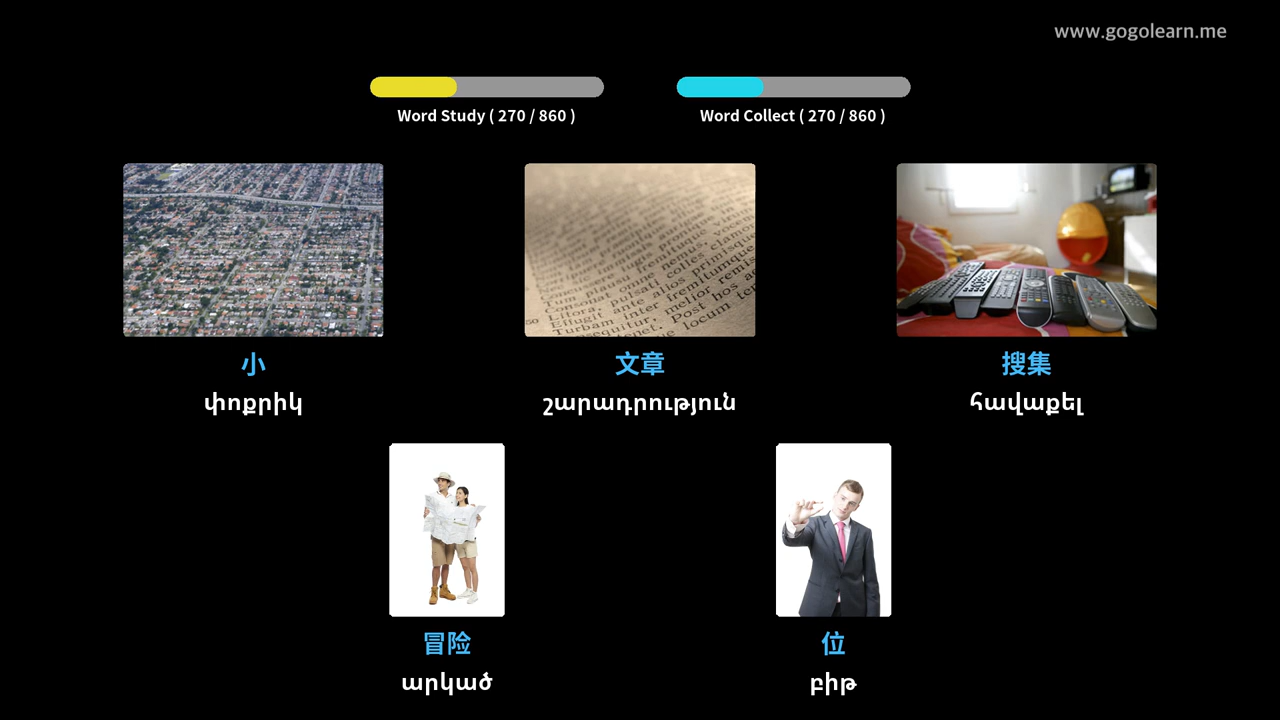 www.gogolearn.me
Word Study ( 270 / 860 )
Word Collect ( 270 / 860 )
小
փոքրիկ
文章
շարադրություն
搜集
հավաքել
冒险
արկած
位
բիթ